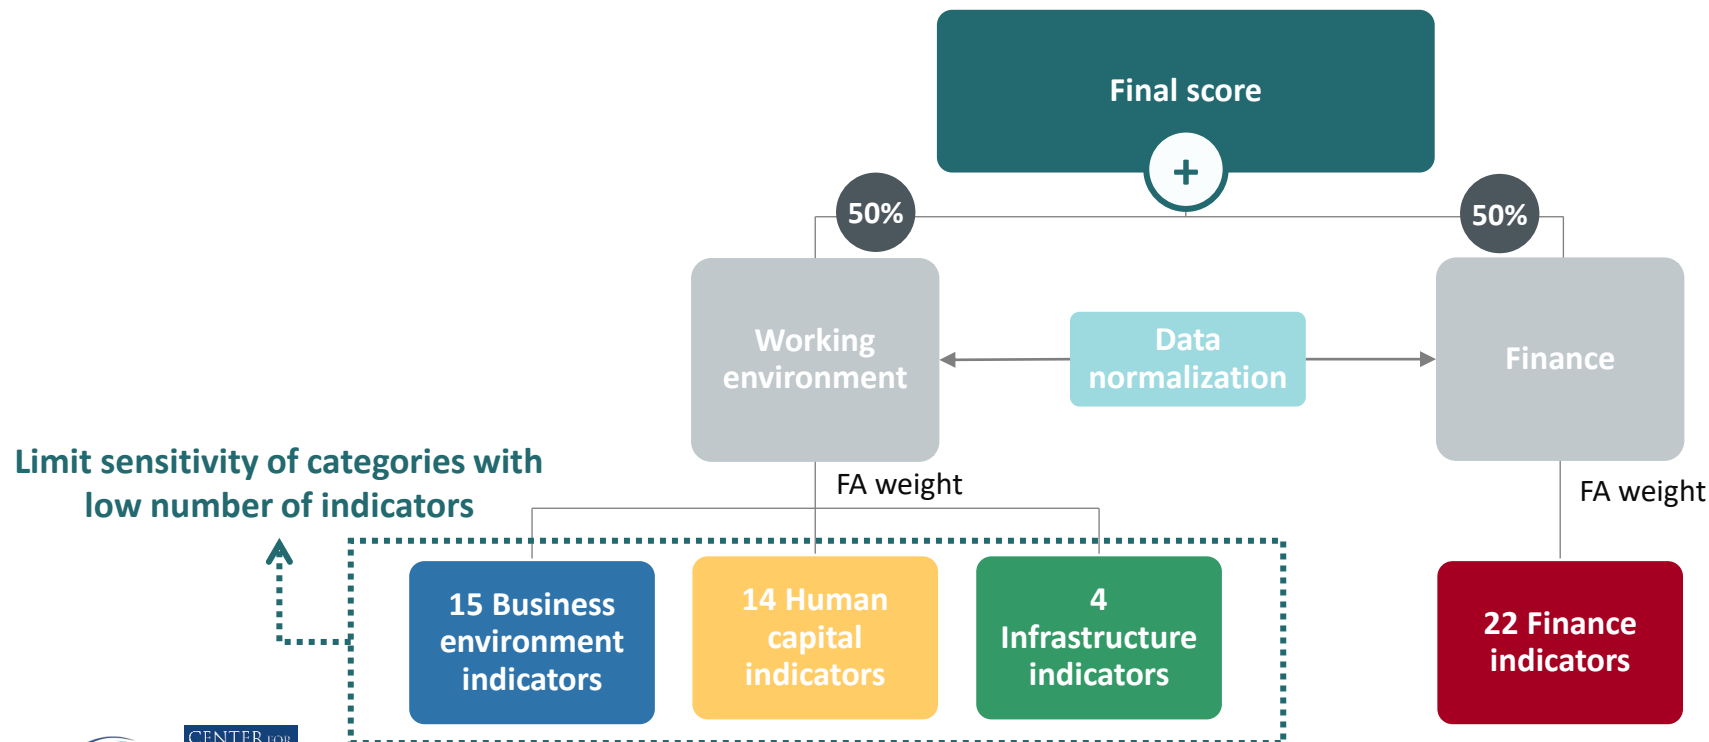 Final score
+
50%
50%
Working
environment
Data
normalization
Finance
Limit sensitivity of categories with
low number of indicators
FA weight
FA weight
15 Business
environment
indicators
14 Human
capital
indicators
4
Infrastructure
indicators
22 Finance
indicators
CENTER FOR